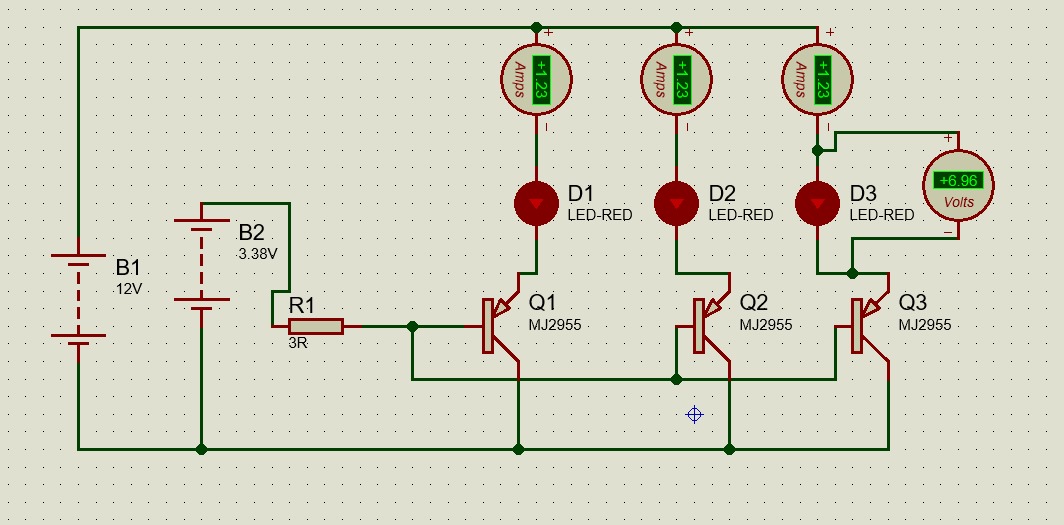 +
+
+
Amps
+1.23
Amps
+1.23
Amps
+1.23
−
−
−
+
+6.96
Volts
−
D1
LED-RED
D2
LED-RED
D3
LED-RED
B2
3.38V
B1
12V
R1
3R
Q1
MJ2955
Q2
MJ2955
Q3
MJ2955